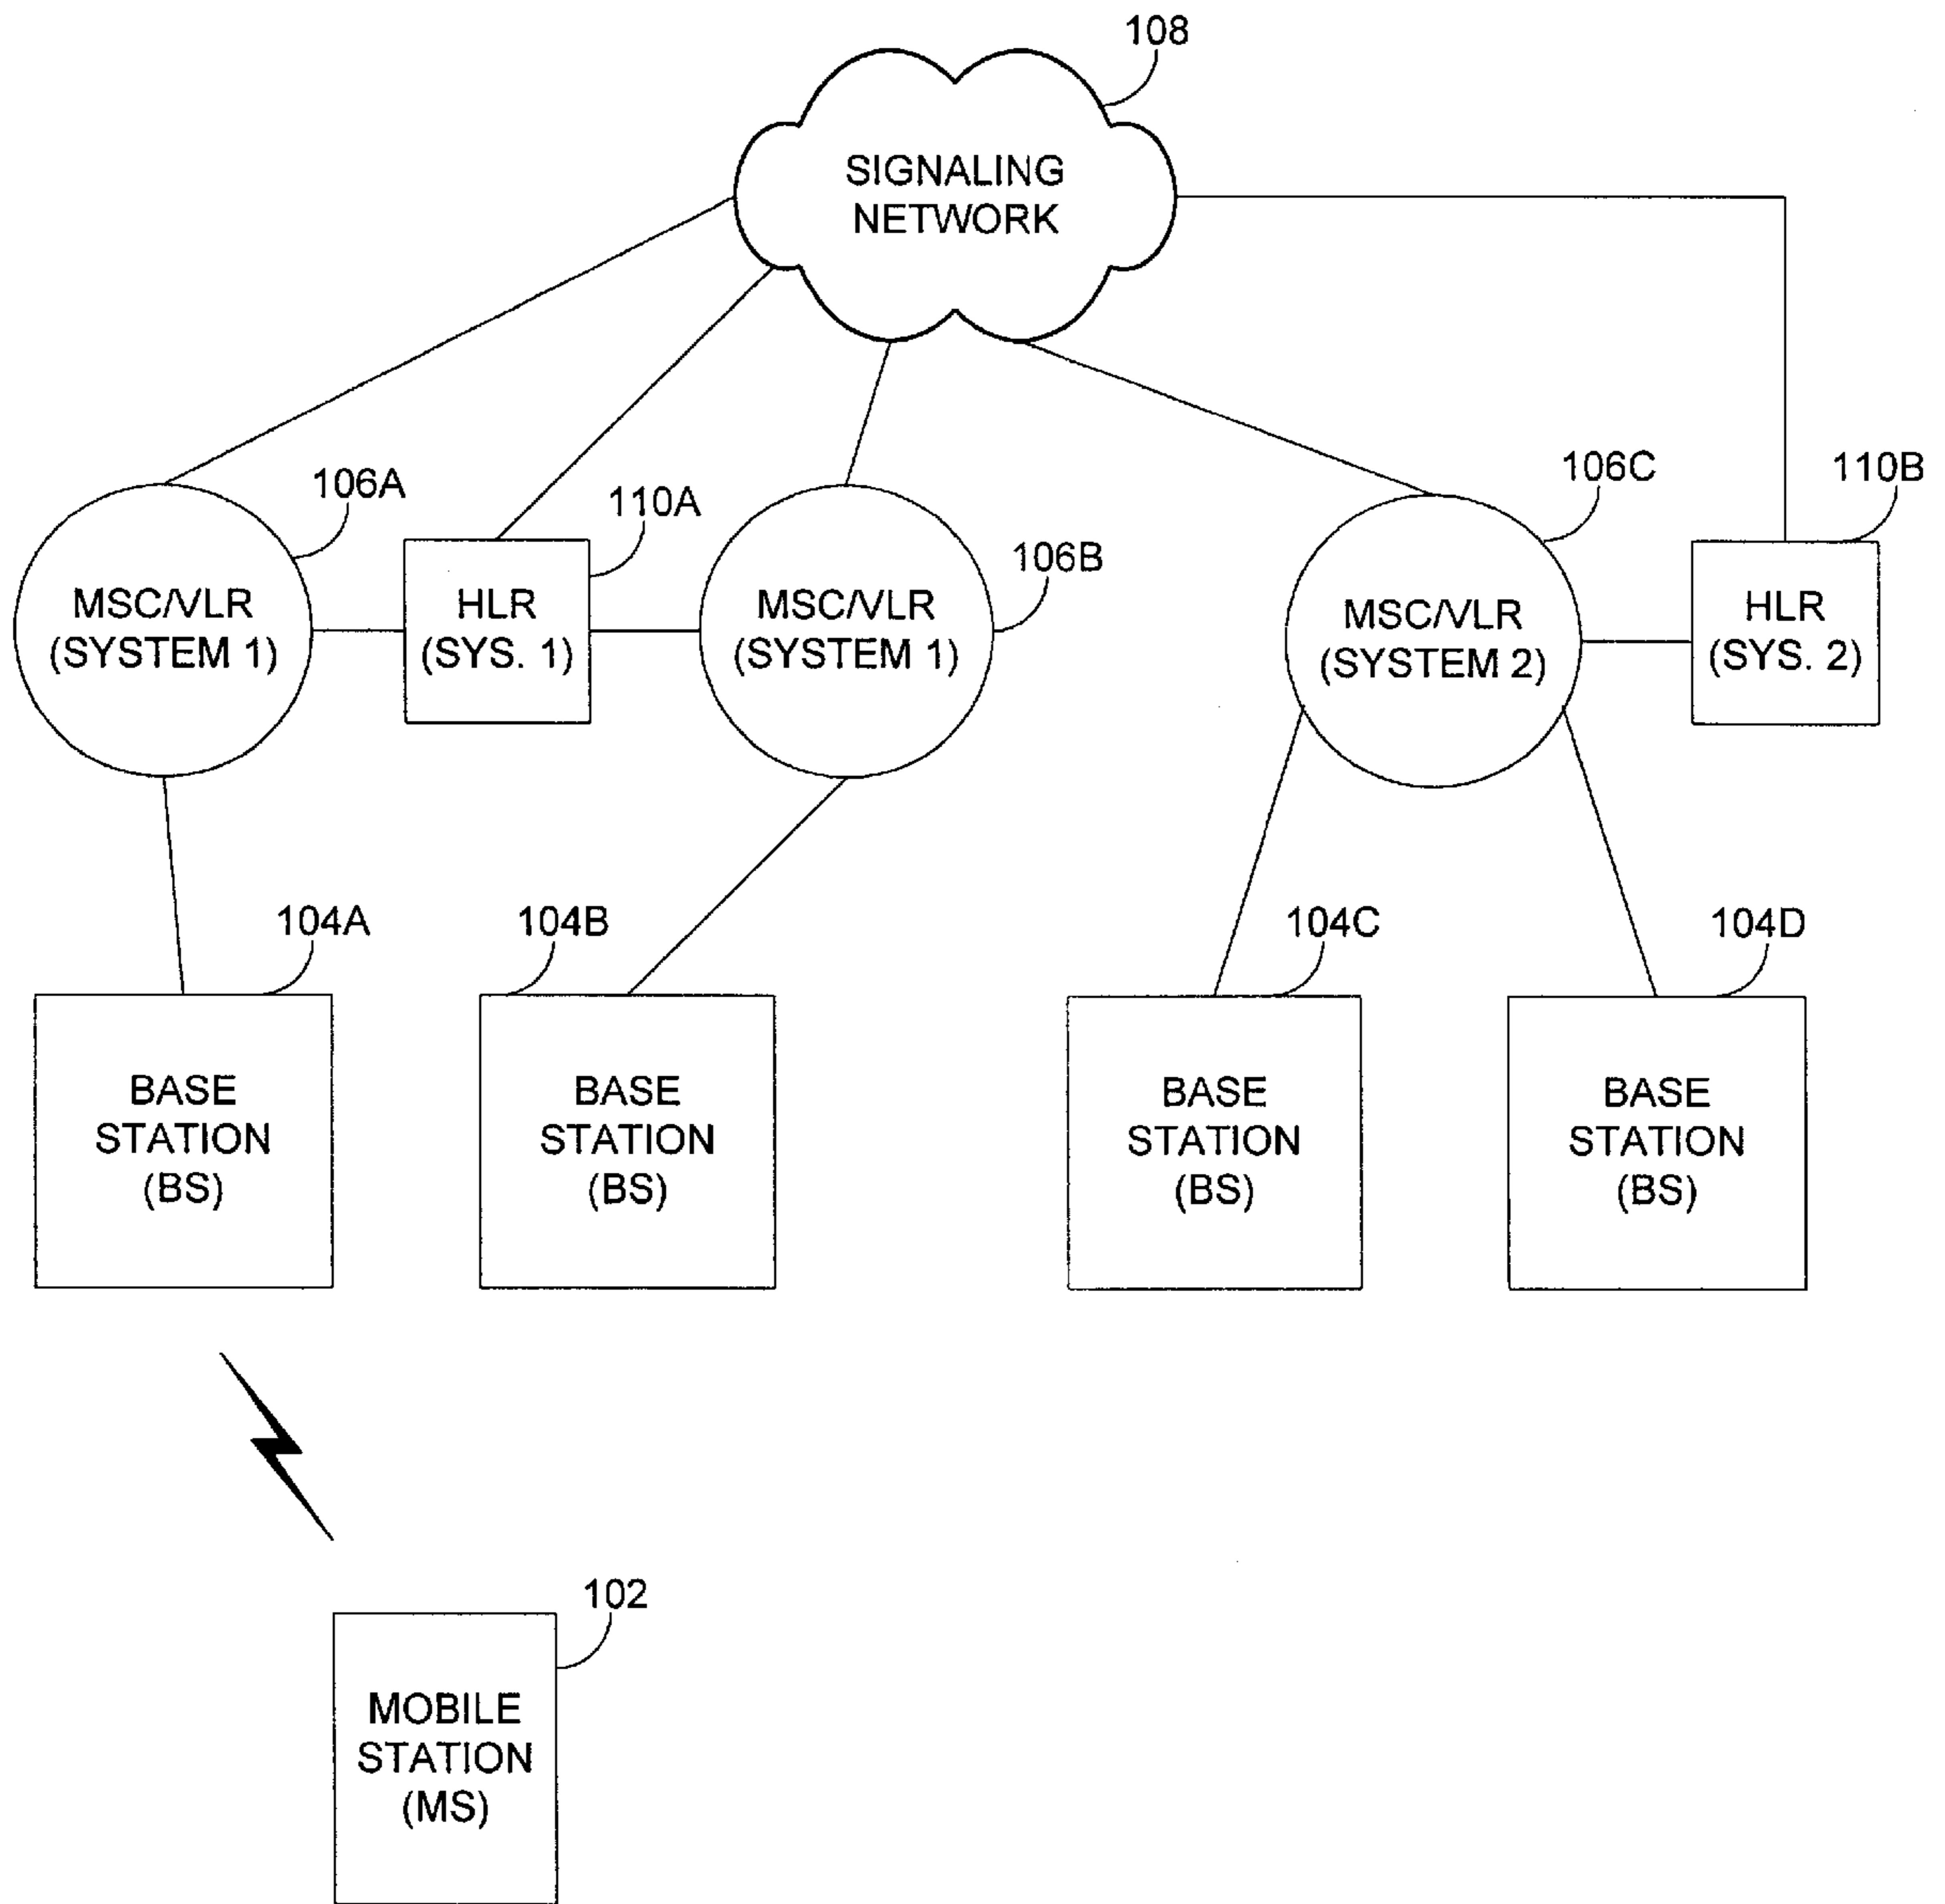 108
SIGNALING
NETWORK
106A
110A
106B
106C
110B
MSC/VLR
(SYSTEM 1)
HLR
(SYS. 1)
MSC/VLR
(SYSTEM 1)
MSC/VLR
(SYSTEM 2)
HLR
(SYS. 2)
104A
104B
104C
104D
BASE
STATION
(BS)
BASE
STATION
(BS)
BASE
STATION
(BS)
BASE
STATION
(BS)
102
MOBILE
STATION
(MS)